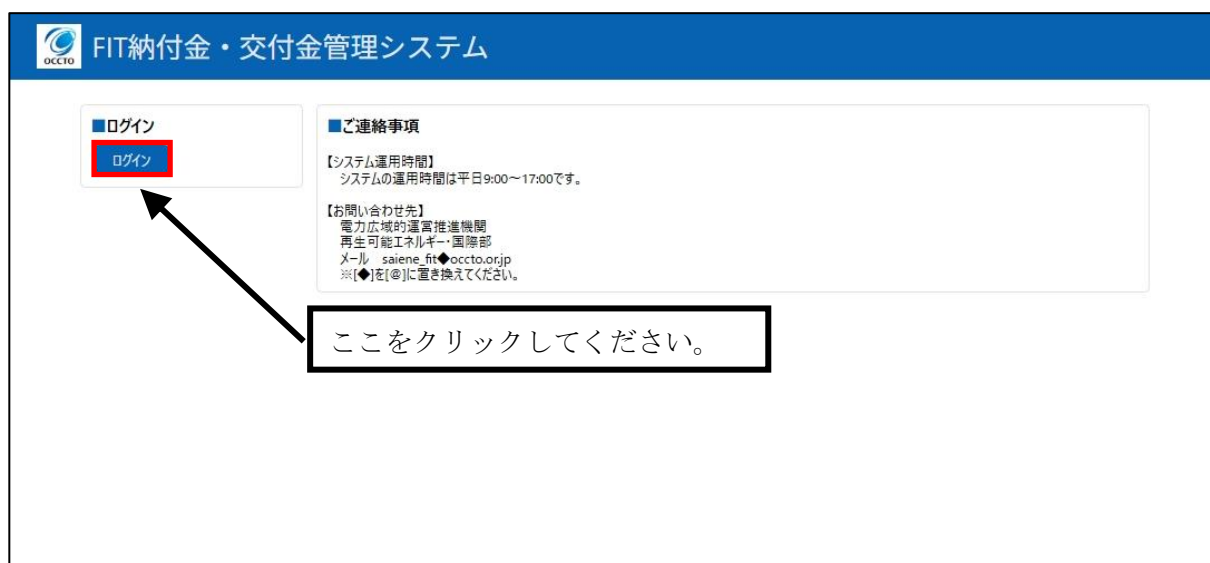 OCCTO
FIT納付金・交付金管理システム
■ログイン
ログイン
■ご連絡事項
【システム運用時間】
システムの運用時間は平日9:00～17:00です。
【お問い合わせ先】
電力広域的運営推進機関
再生可能エネルギー・国際部
メール saiene_fit◆occto.or.jp
※[◆]を[@]に置き換えてください。
ここをクリックしてください。